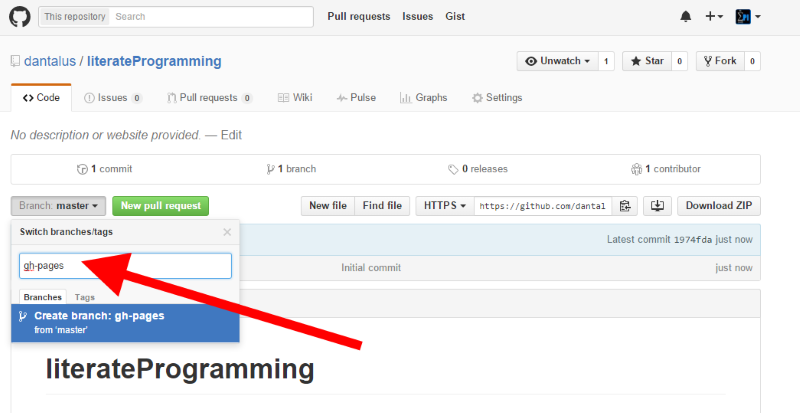 This repository Search Pull requests Issues Gist
dantalus / literateProgramming Unwatch 1 Star 0 Fork 0
Code Issues 0 Pull requests 0 Wiki Pulse Graphs Settings
No description or website provided. — Edit
1 commit 1 branch 0 releases 1 contributor
Branch: master New pull request New file Find file HTTPS https://github.com/dantal Download ZIP
Switch branches/tags
Latest commit 1974fda just now
gh-pages
Initial commit just now
Branches Tags
Create branch: gh-pages
from 'master'
literateProgramming